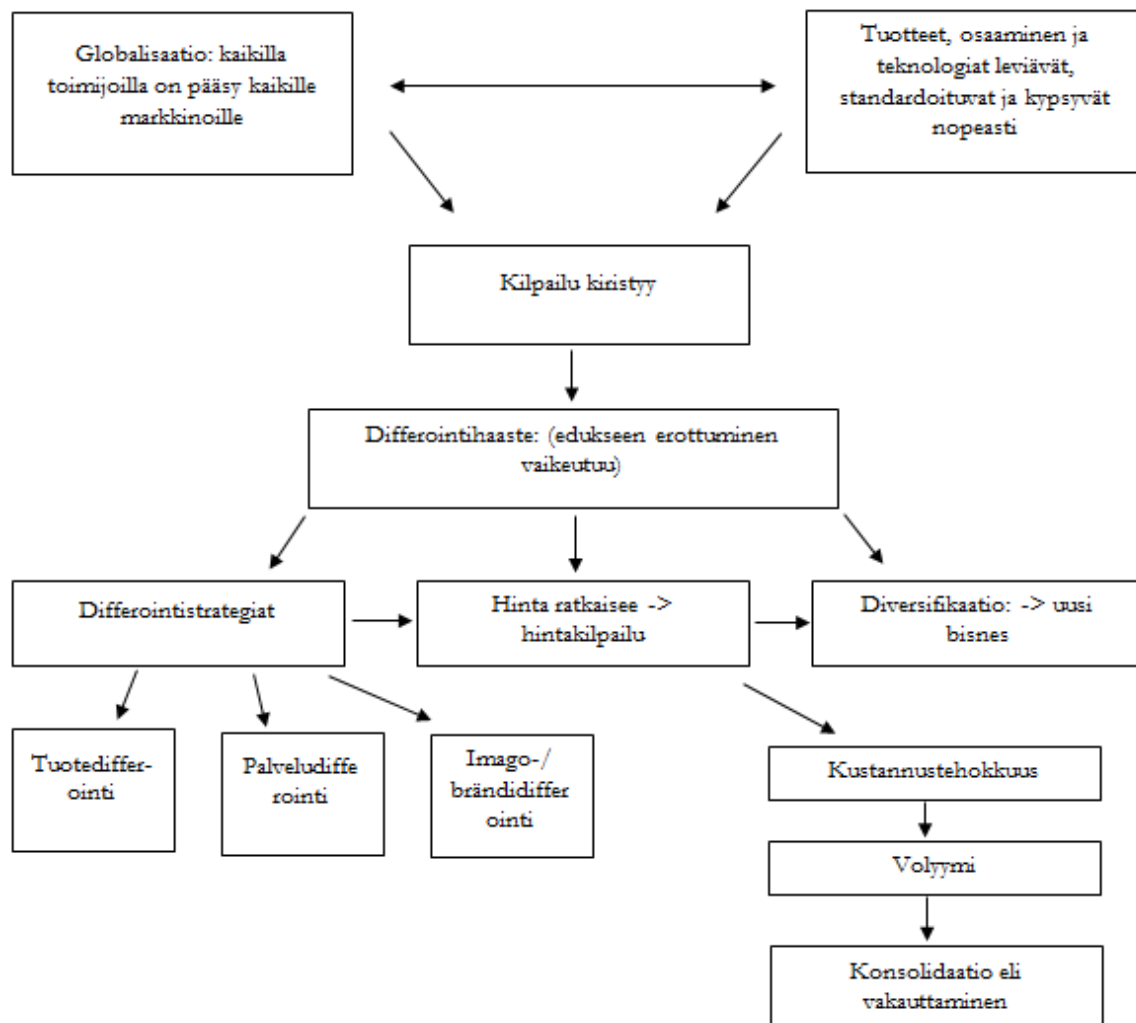 Globalisaatio: kaikilla
toimijoilla on pääsy kaikille
markkinoille
Tuotteet, osaaminen ja
teknologiat leviävät,
standardoituvat ja kypsyvät
nopeasti
Kilpailu kiristyy
Differointihaaste: (edukseen erottuminen
vaikeutuu)
Differointistrategiat
Hinta ratkaisee ->
hintakilpailu
Diversifikaatio: -> uusi
bisnes
Tuotediffer-
ointi
Palveludiffe
rointi
Imago-/
brändidiffer
ointi
Kustannustehokkuus
Volyymi
Konsolidaatio eli
vakauttaminen